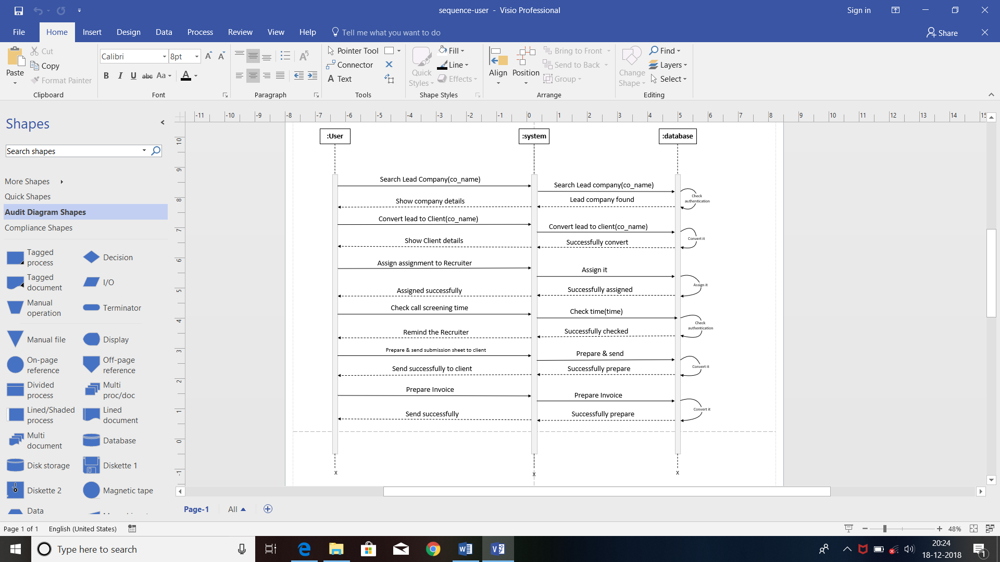 sequence-user - Visio Professional
Sign in
File
Home
Insert
Design
Data
Process
Review
View
Help
Tell me what you want to do
Share
Paste
Cut
Copy
Format Painter
Clipboard
Calibri
8pt
B I U abc Aa A
Font
Paragraph
Pointer Tool
Connector
A Text
Tools
Quick
Styles
Fill
Line
Effects
Shape Styles
Align
Position
Bring to Front
Send to Back
Group
Arrange
Change
Shape
Find
Layers
Select
Editing
Shapes
Search shapes
More Shapes
Quick Shapes
Audit Diagram Shapes
Compliance Shapes
Tagged
process
Decision
Tagged
document
I/O
Manual
operation
Terminator
Manual file
Display
On-page
reference
Off-page
reference
Divided
process
Multi
proc/doc
Lined/Shaded
process
Lined
document
Multi
document
Database
Disk storage
Diskette 1
Diskette 2
Magnetic tape
Data
-11 -10 -9 -8 -7 -6 -5 -4 -3 -2 -1 0 1 2 3 4 5 6 7 8 9 10 11 12 13 14 15
10
9
8
7
6
5
4
3
2
1
0
-1
:User
:system
:database
Search Lead Company(co_name)
Search Lead company(co_name)
Check
authentication
Show company details
Lead company found
Convert lead to Client(co_name)
Convert lead to client(co_name)
Convert it
Show Client details
Successfully convert
Assign assignment to Recruiter
Assign it
Assign it
Assigned successfully
Successfully assigned
Check call screening time
Check time(time)
Check
authentication
Remind the Recruiter
Successfully checked
Prepare & send submission sheet to client
Prepare & send
Convert it
Send successfully to client
Successfully prepare
Prepare Invoice
Prepare Invoice
Convert it
Send successfully
Successfully prepare
x
x
x
Page-1
All
Page 1 of 1
English (United States)
48%
Type here to search
20:24
18-12-2018
1